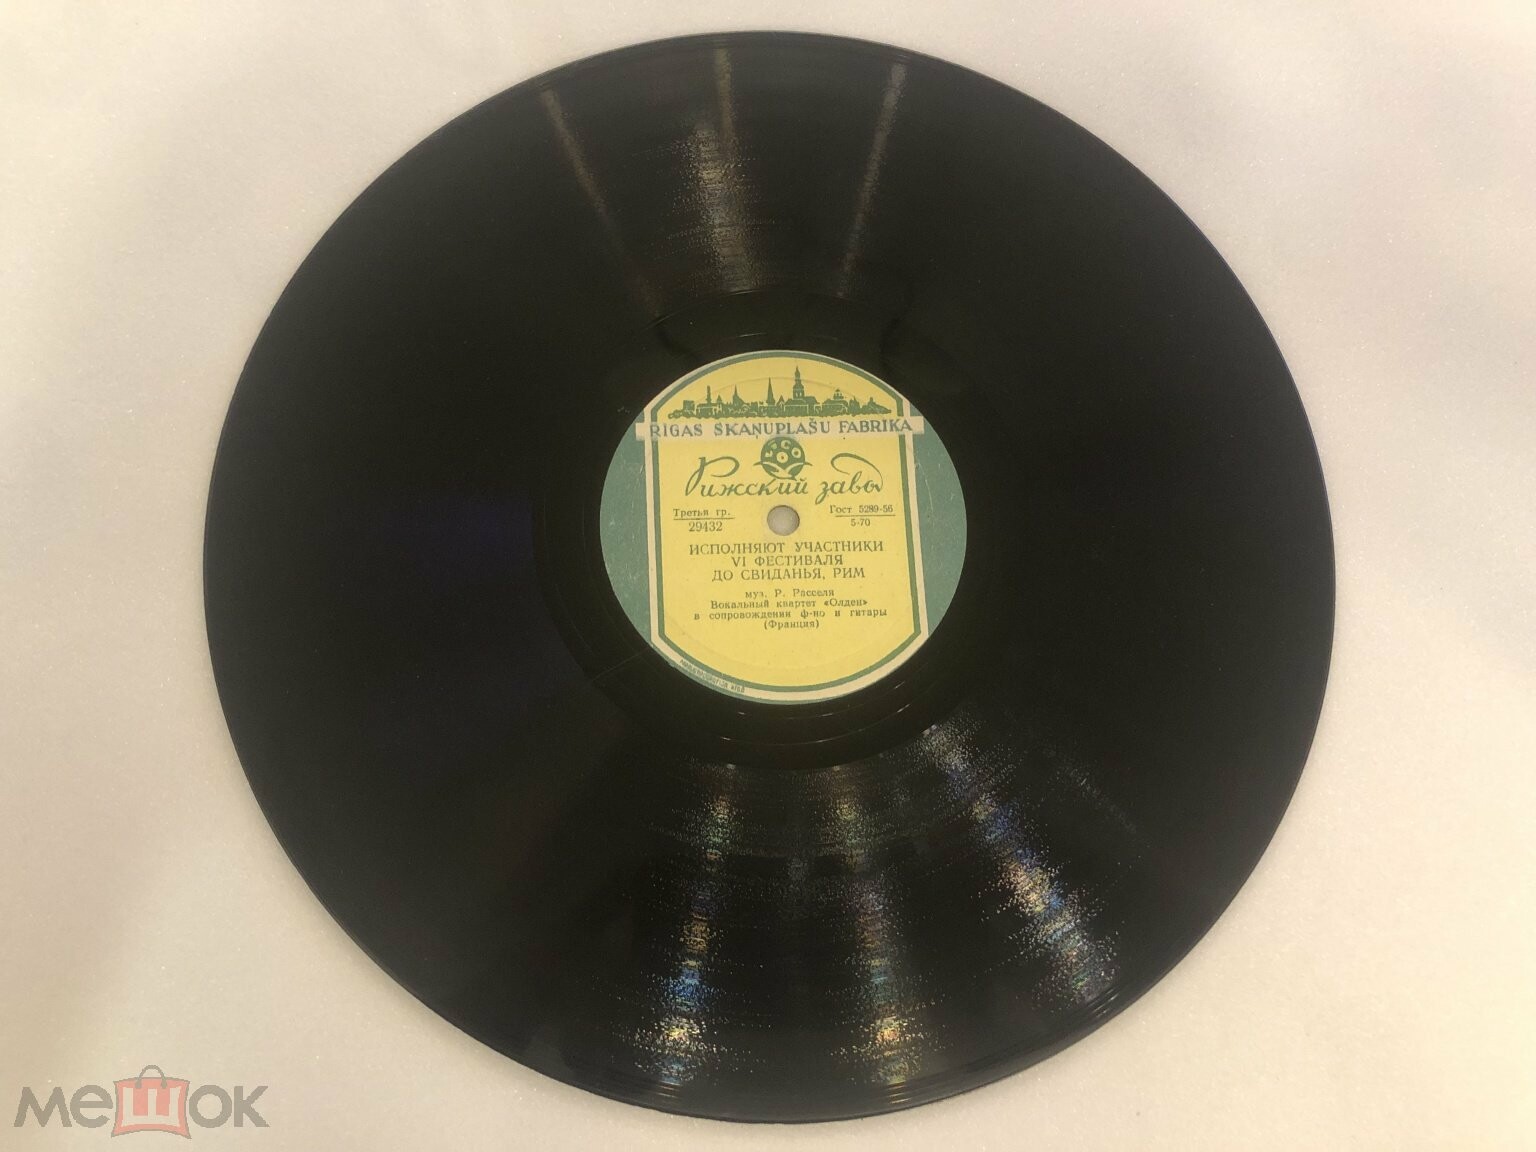 RIGAS SKAŅUPLAŠU FABRIKA
Рижский завод
Третья гр.
29432
Гост 5289-56
5-70
ИСПОЛНЯЮТ УЧАСТНИКИ
VI ФЕСТИВАЛЯ
ДО СВИДАНЬЯ, РИМ
муз. Р. Расселя
Вокальный квартет «Олден»
в сопровождении ф-но и гитары
(Франция)
мешок